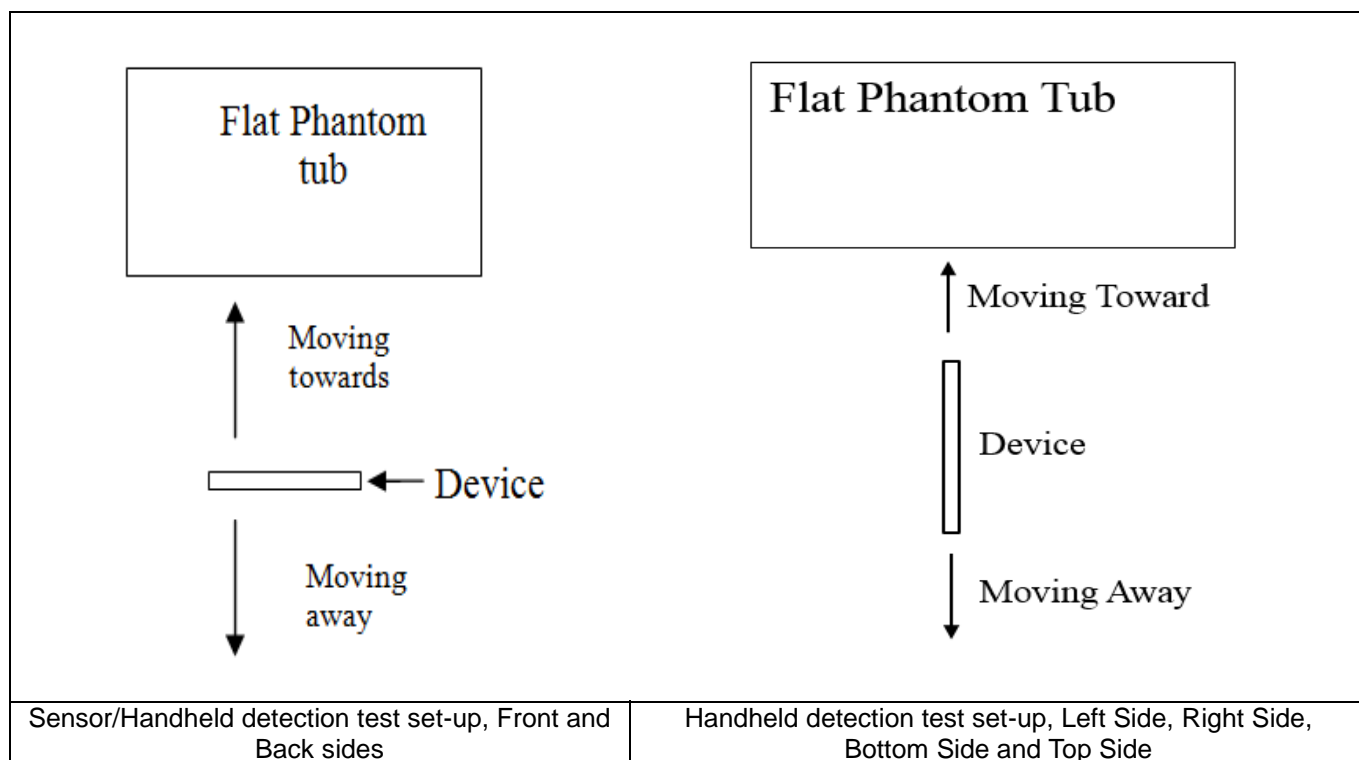 Flat Phantom
tub
Moving
towards
Device
Moving
away
Flat Phantom Tub
Moving Toward
Device
Moving Away
Sensor/Handheld detection test set-up, Front and
Back sides
Handheld detection test set-up, Left Side, Right Side,
Bottom Side and Top Side